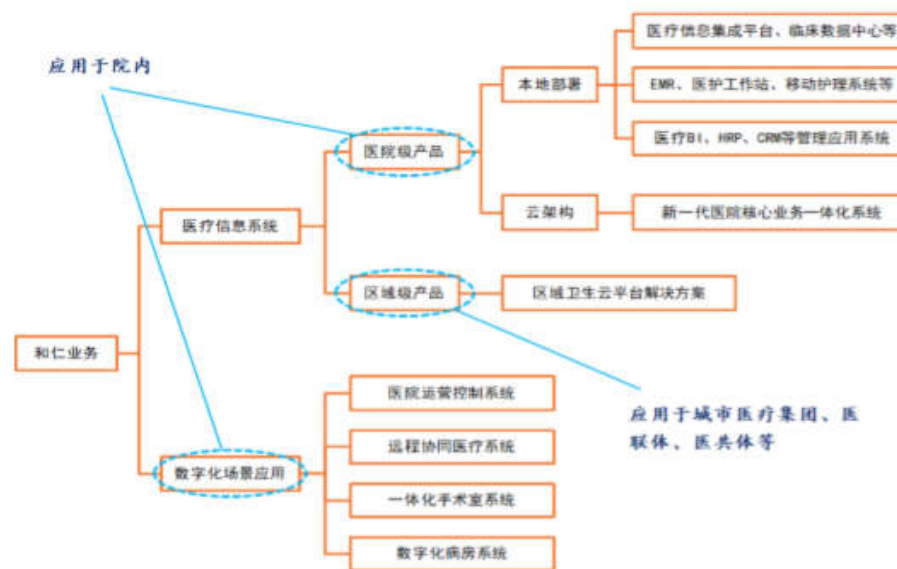 医疗信息集成平台、临床数据中心等
应用于院内
本地部署
EMR、医护工作站、移动护理系统等
医院级产品
医疗BI、HRP、CRM等管理应用系统
医疗信息系统
云架构
新一代医院核心业务一体化系统
区域级产品
区域卫生云平台解决方案
和仁业务
医院运营控制系统
应用于城市医疗集团、医
联体、医共体等
远程协同医疗系统
数字化场景应用
一体化手术室系统
数字化病房系统